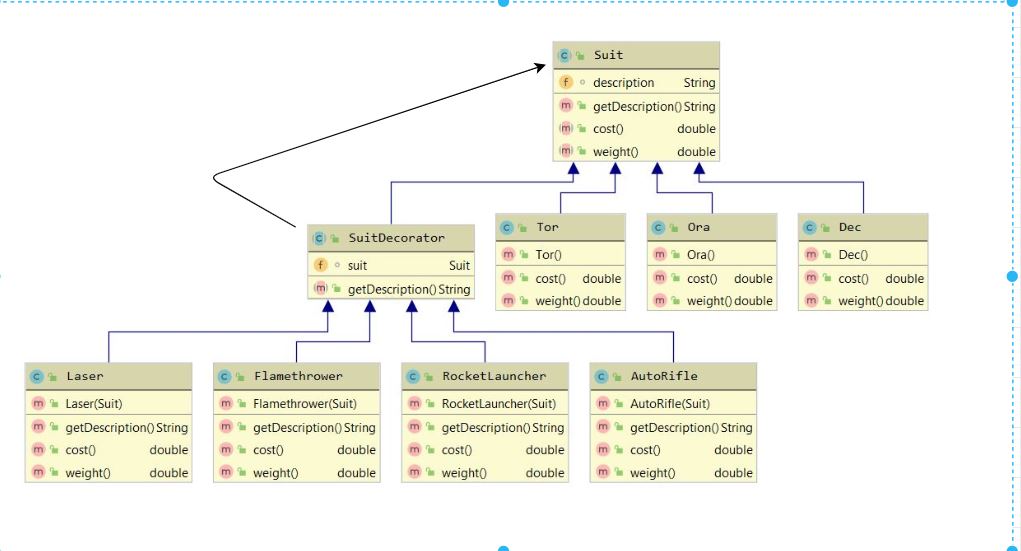 Suit
description String
getDescription() String
cost() double
weight() double
SuitDecorator
suit Suit
getDescription() String
Tor
Tor()
cost() double
weight() double
Ora
Ora()
cost() double
weight() double
Dec
Dec()
cost() double
weight() double
Laser
Laser(Suit)
getDescription() String
cost() double
weight() double
Flamethrower
Flamethrower(Suit)
getDescription() String
cost() double
weight() double
RocketLauncher
RocketLauncher(Suit)
getDescription() String
cost() double
weight() double
AutoRifle
AutoRifle(Suit)
getDescription() String
cost() double
weight() double